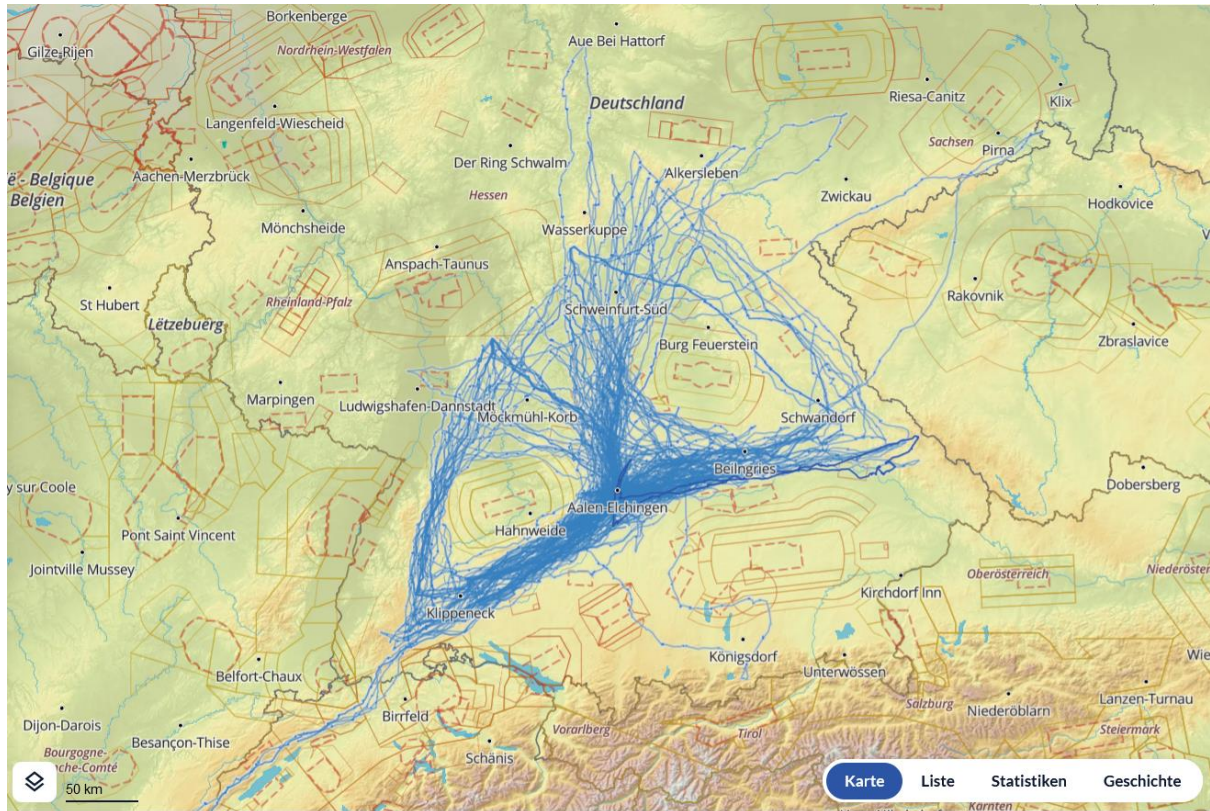 Borkenberge
Gilze-Rijen
Nordrhein-Westfalen
Aue Bei Hattorf
Deutschland
Riesa-Canitz
Klix
Langenfeld-Wiescheid
Sachsen
Pirna
Der Ring Schwalm
Alkersleben
ë - Belgique
Belgien
Aachen-Merzbrück
Hessen
Zwickau
Hodkovice
Mönchsheide
Wasserkuppe
Anspach-Taunus
St Hubert
Rheinland-Pfalz
Rakovnik
Schweinfurt-Süd
Lëtzebuerg
Burg Feuerstein
Zbraslavice
Marpingen
Ludwigshafen-Dannstadt
Möckmühl-Korb
Schwandorf
Beilngries
y sur Coole
Dobersberg
Aalen-Elchingen
Pont Saint Vincent
Hahnweide
Jointville Mussey
Oberösterreich
Niederöster
Kirchdorf Inn
Klippeneck
Königsdorf
Wie
Belfort-Chaux
Unterwössen
Lanzen-Turnau
Salzburg
Niederöblarn
Birrfeld
Dijon-Darois
Besançon-Thise
Vorarlberg
Tirol
Steiermark
Bourgogne-
che-Comté
Schänis
50 km
Karte Liste Statistiken Geschichte
Kärnten